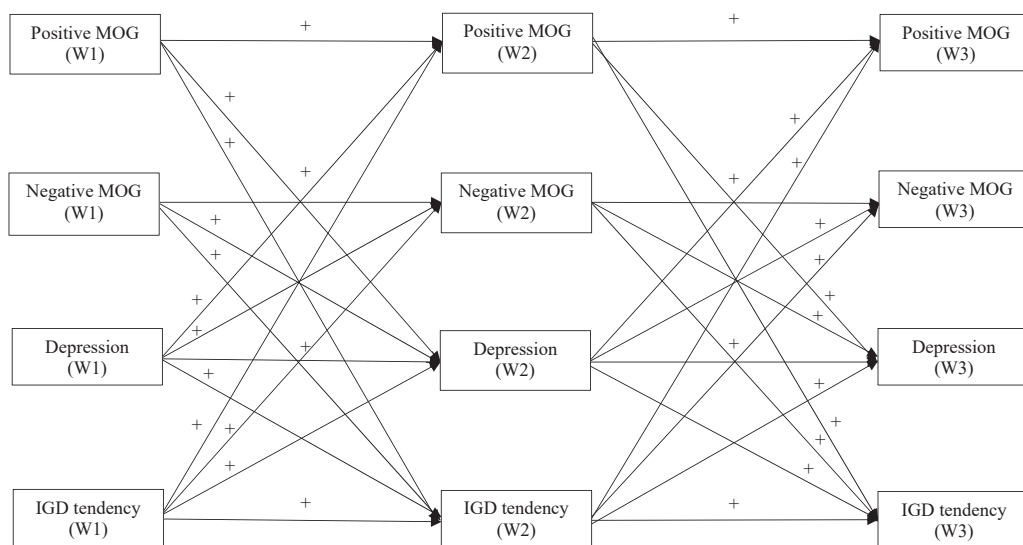 Positive MOG
(W1)
+
Positive MOG
(W2)
+
Positive MOG
(W3)
+
+
+
+
+
Negative MOG
(W1)
+
Negative MOG
(W2)
+
Negative MOG
(W3)
+
+
+
+
+
+
+
+
+
Depression
(W1)
+
Depression
(W2)
+
Depression
(W3)
+
+
+
+
+
+
+
+
IGD tendency
(W1)
+
IGD tendency
(W2)
+
IGD tendency
(W3)